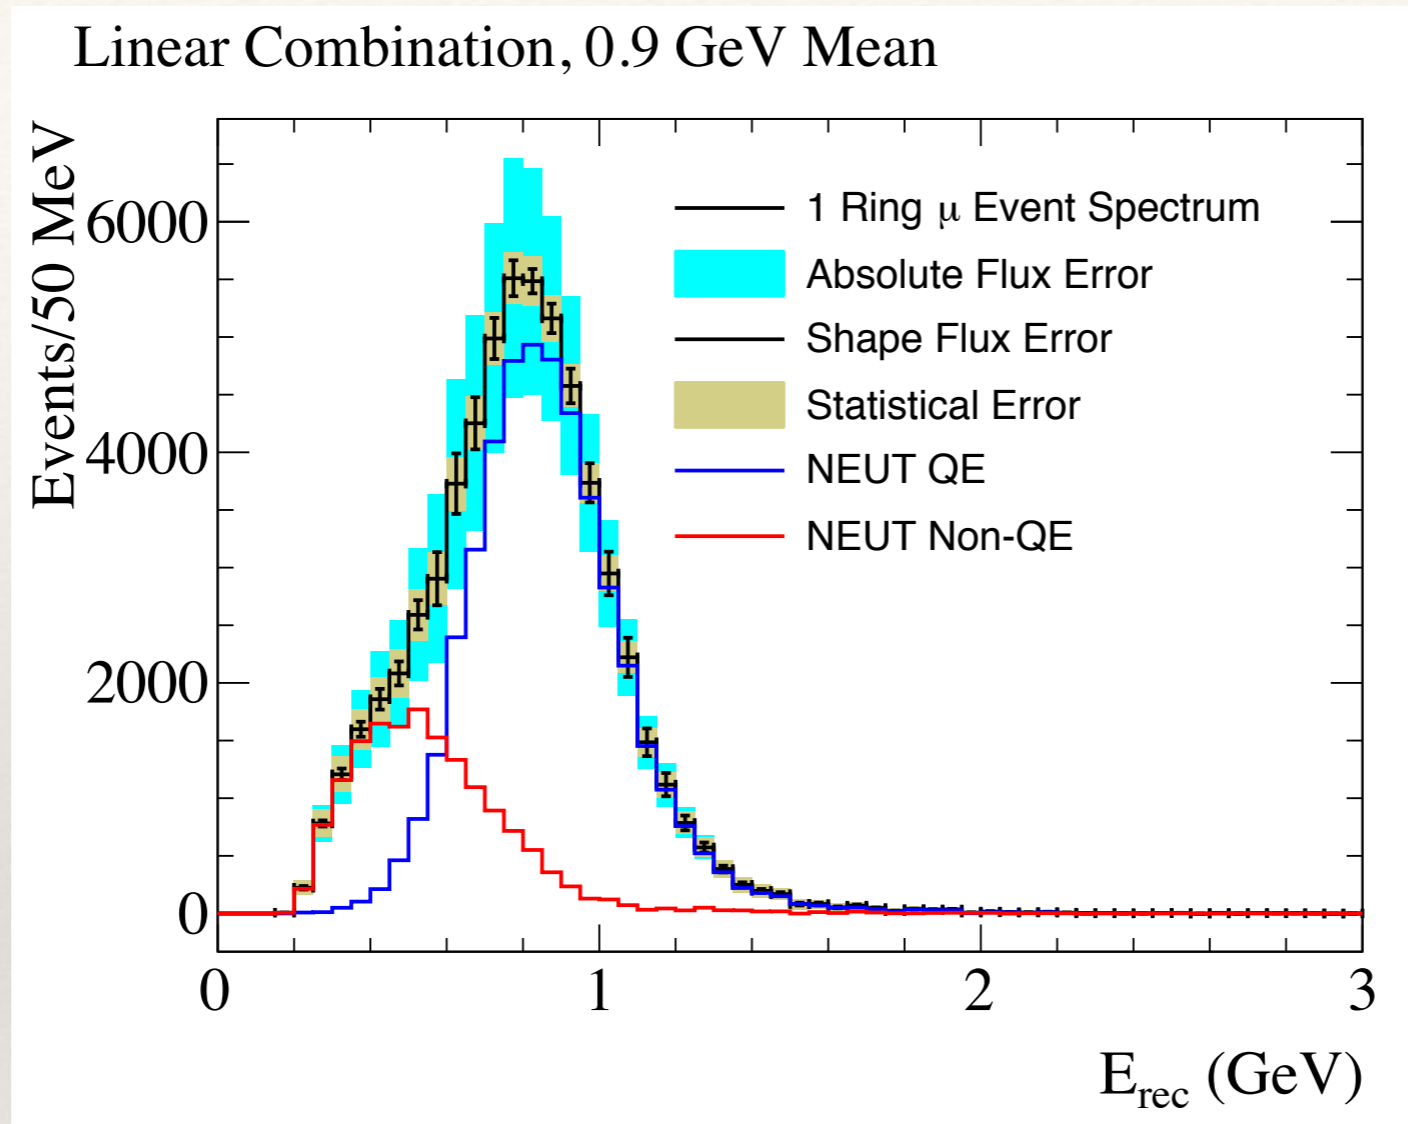 Linear Combination, 0.9 GeV Mean
Events/50 MeV
6000
4000
2000
0
1 Ring μ Event Spectrum
Absolute Flux Error
Shape Flux Error
Statistical Error
NEUT QE
NEUT Non-QE
0 1 2 3
E_rec (GeV)